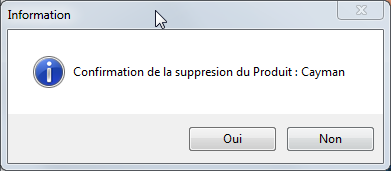 Information
Confirmation de la suppresion du Produit : Cayman
Oui
Non